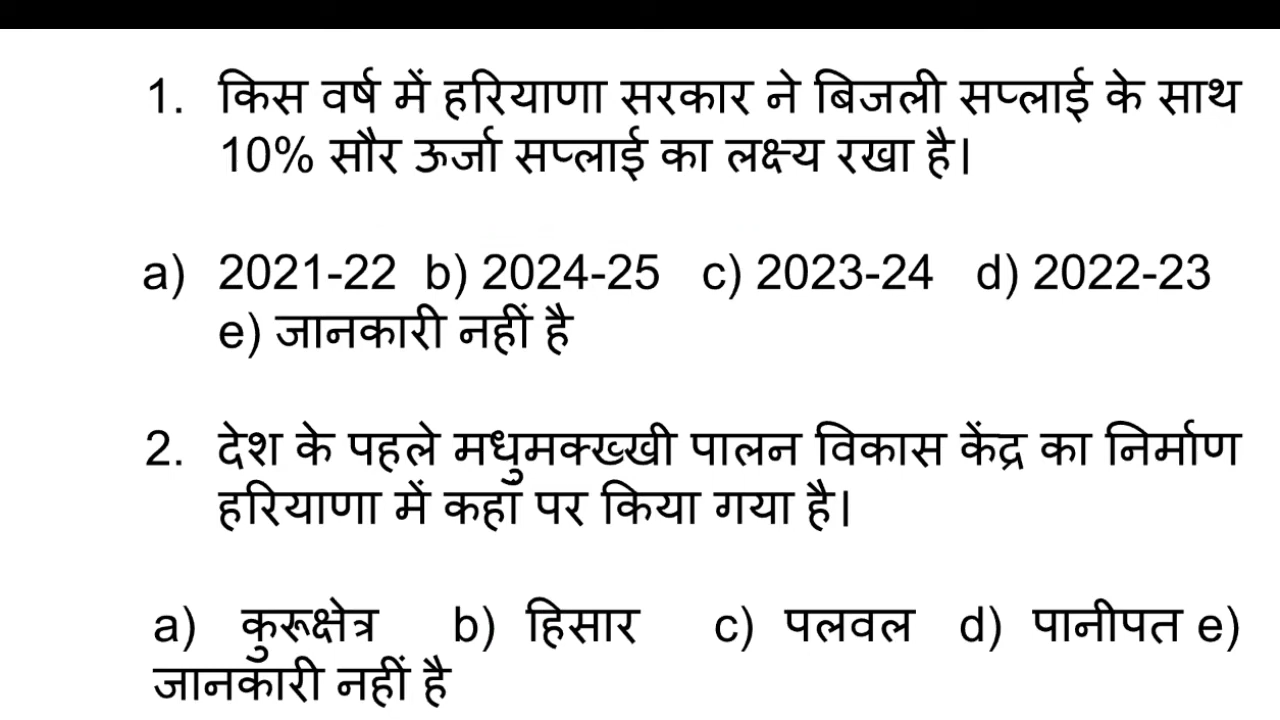 1. किस वर्ष में हरियाणा सरकार ने बिजली सप्लाई के साथ
10% सौर ऊर्जा सप्लाई का लक्ष्य रखा है।
a) 2021-22 b) 2024-25 c) 2023-24 d) 2022-23
e) जानकारी नहीं है
2. देश के पहले मधुमक्ख्खी पालन विकास केंद्र का निर्माण
हरियाणा में कहाँ पर किया गया है।
a) कुरूक्षेत्र b) हिसार c) पलवल d) पानीपत e)
जानकारी नहीं है